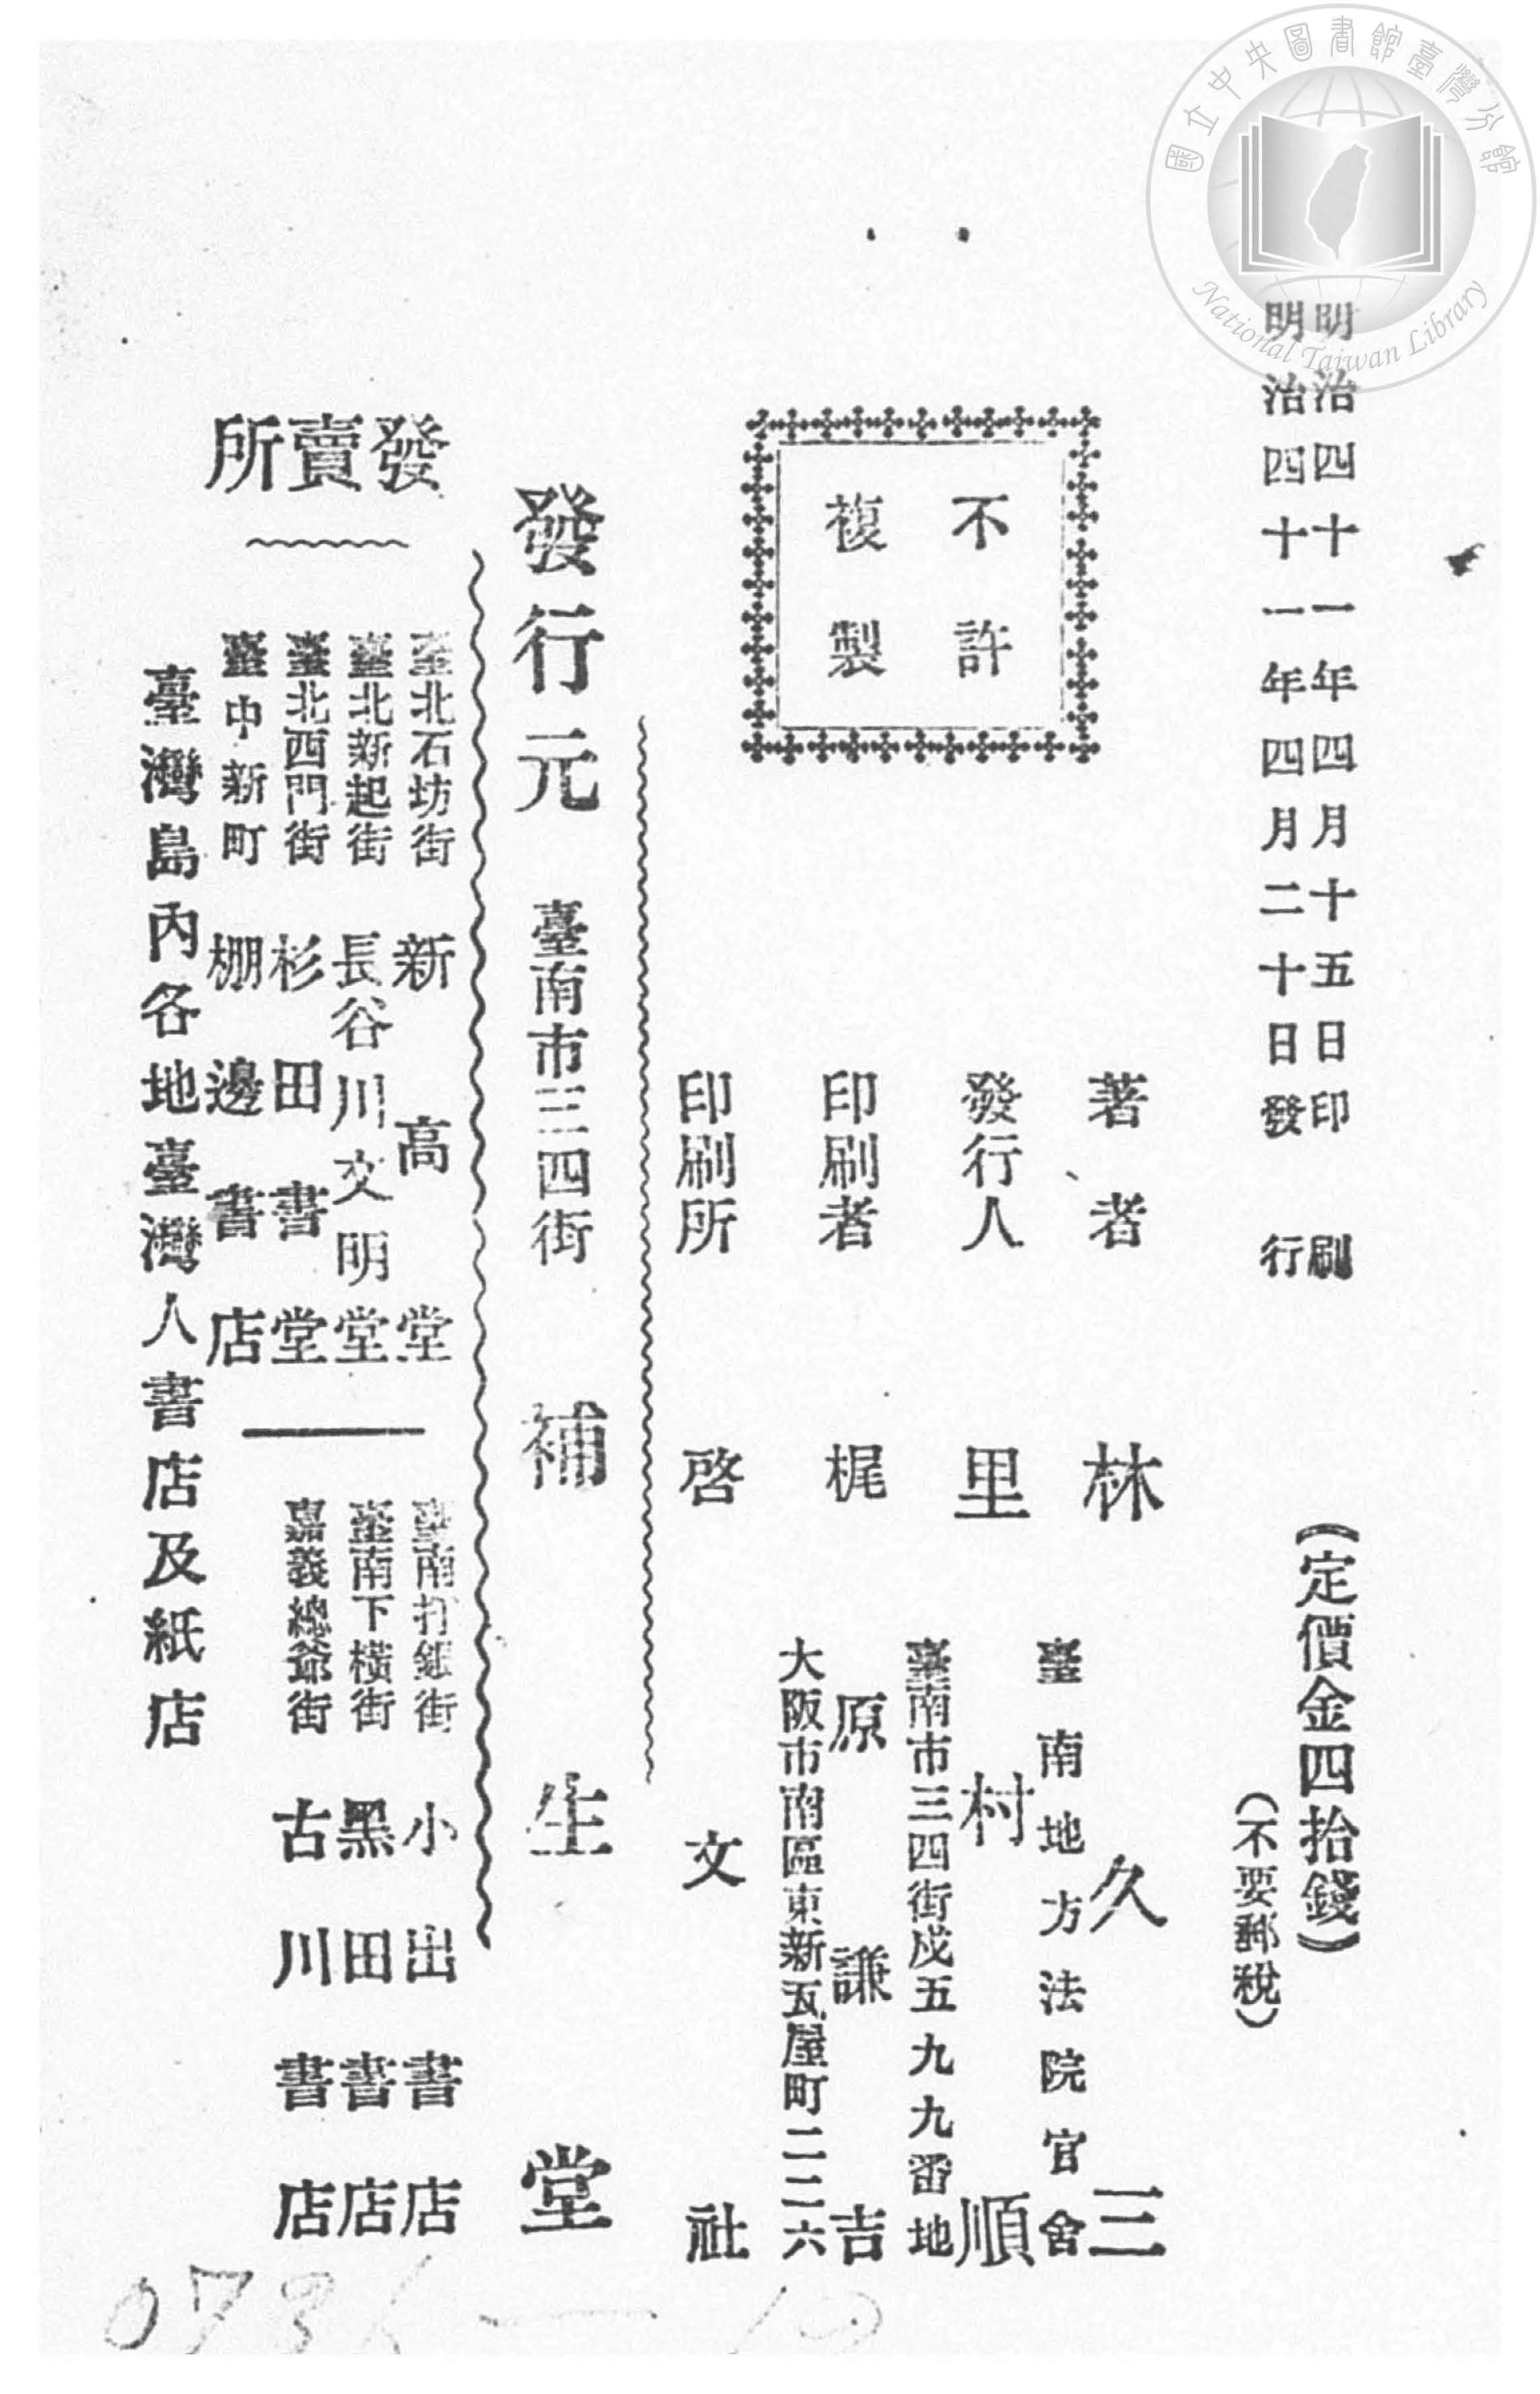 國立中央圖書館臺灣分館
National Taiwan Library
明治四十一年四月十五日印刷
明治四十一年四月二十日發行
(定價金四拾錢)
(不要郵稅)
不許
複製
著者 林久三
臺南地方法院官舍
發行人 里村順
臺南市三四街戍五九九番地
印刷者 梶原謙吉
大阪市南區東新瓦屋町二二六
印刷所 啓文社
發行元 臺南市三四街 補生堂
發賣所
臺北石坊街 新高堂
臺北新起街 長谷川文明堂
臺北西門街 杉田書堂
臺中新町 棚邊書店
臺南打銀街 小出書店
臺南下橫街 黑田書店
嘉義總爺街 古川書店
臺灣島內各地臺灣人書店及紙店